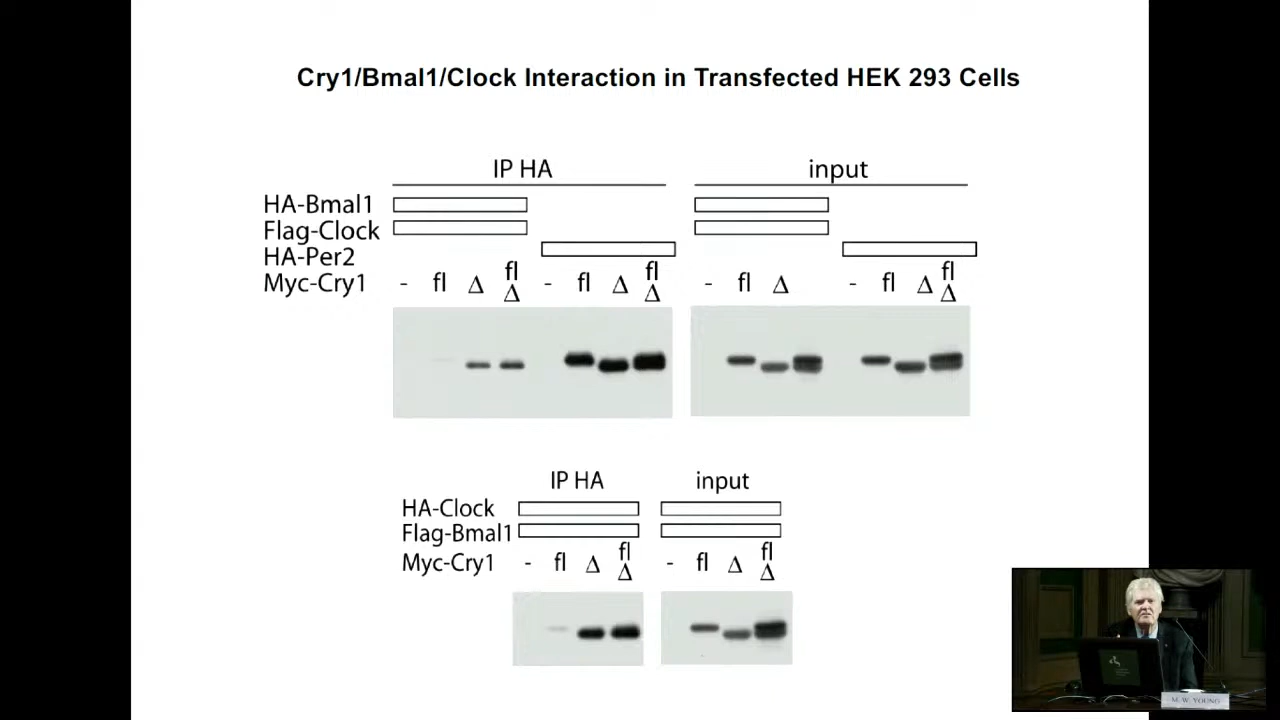 Cry1/Bmal1/Clock Interaction in Transfected HEK 293 Cells
IP HA input
HA-Bmal1
Flag-Clock
HA-Per2
Myc-Cry1 - fl Δ fl Δ - fl Δ fl Δ - fl Δ - fl Δ fl Δ
IP HA input
HA-Clock
Flag-Bmal1
Myc-Cry1 - fl Δ fl Δ - fl Δ fl Δ
M. W. YOUNG